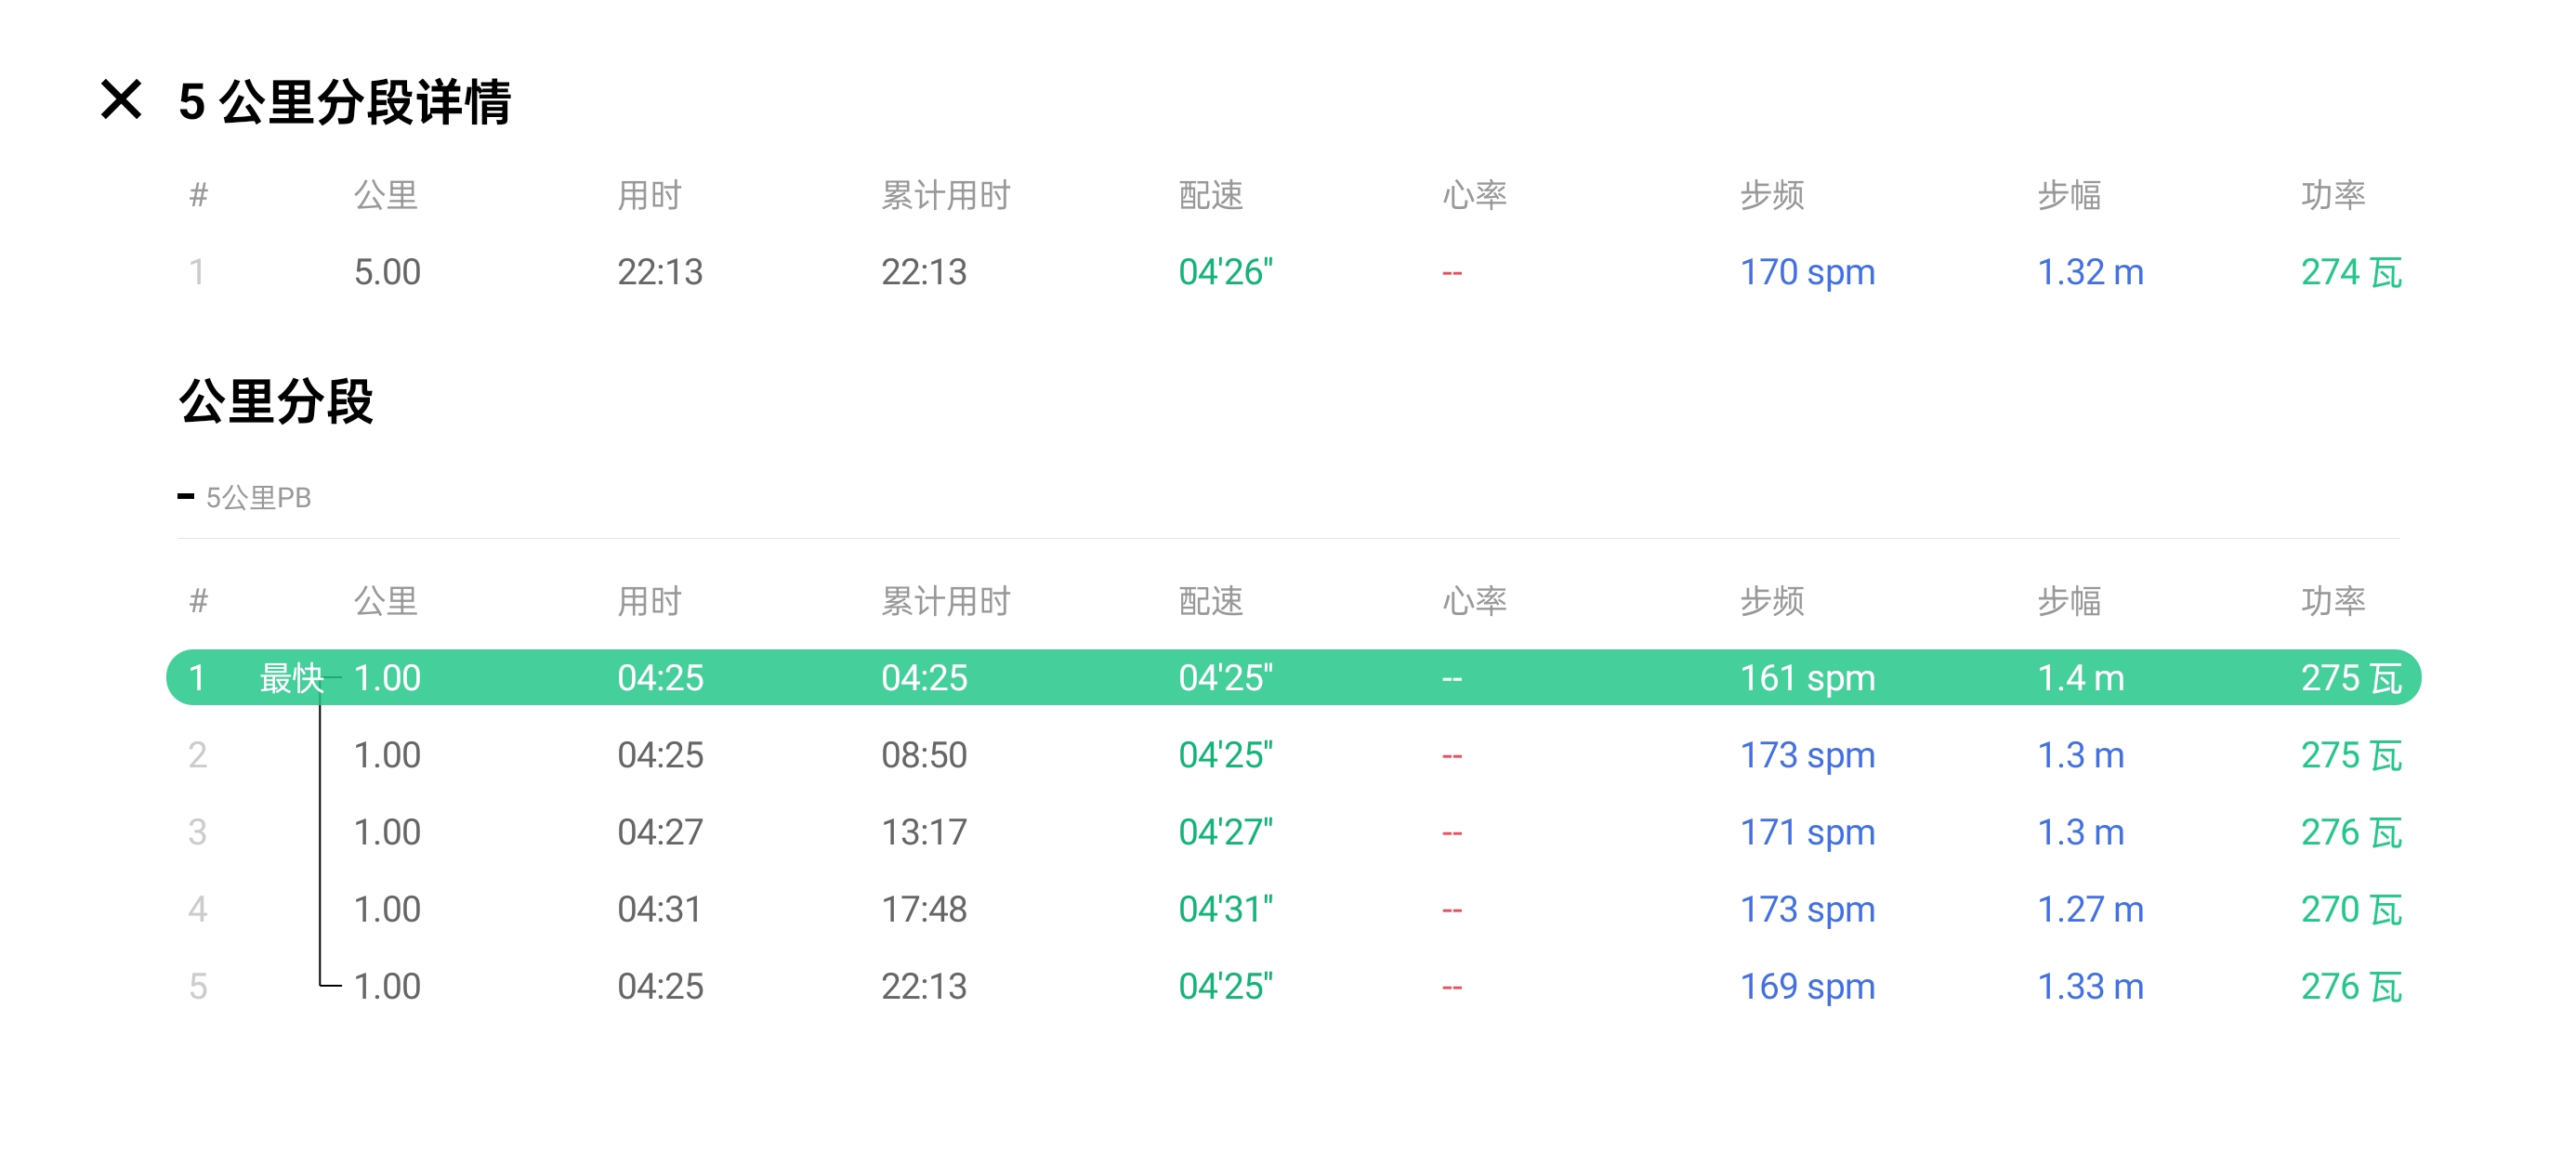 5 公里分段详情
# 公里 用时 累计用时 配速 心率 步频 步幅 功率
1 5.00 22:13 22:13 04'26" -- 170 spm 1.32 m 274 瓦
公里分段
5公里PB
# 公里 用时 累计用时 配速 心率 步频 步幅 功率
1 最快 1.00 04:25 04:25 04'25" -- 161 spm 1.4 m 275 瓦
2 1.00 04:25 08:50 04'25" -- 173 spm 1.3 m 275 瓦
3 1.00 04:27 13:17 04'27" -- 171 spm 1.3 m 276 瓦
4 1.00 04:31 17:48 04'31" -- 173 spm 1.27 m 270 瓦
5 1.00 04:25 22:13 04'25" -- 169 spm 1.33 m 276 瓦